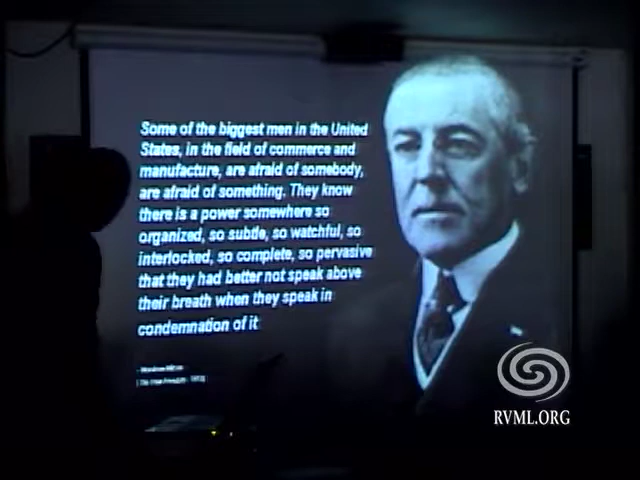 Some of the biggest men in the United
States, in the field of commerce and
manufacture, are afraid of somebody,
are afraid of something. They know
there is a power somewhere so
organized, so subtle, so watchful, so
interlocked, so complete, so pervasive
that they had better not speak above
their breath when they speak in
condemnation of it
- Woodrow Wilson
RVML.ORG